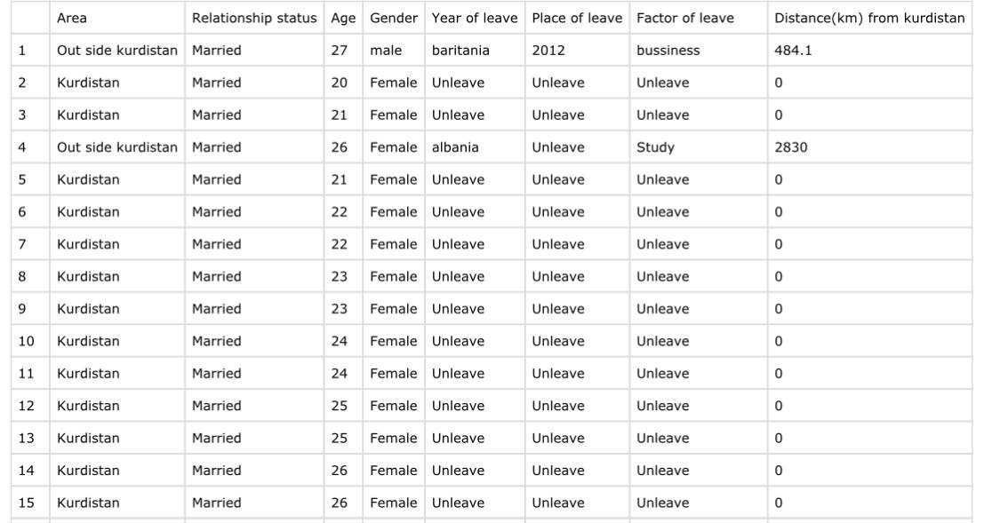 Area Relationship status Age Gender Year of leave Place of leave Factor of leave Distance(km) from kurdistan
1 Out side kurdistan Married 27 male baritania 2012 bussiness 484.1
2 Kurdistan Married 20 Female Unleave Unleave Unleave 0
3 Kurdistan Married 21 Female Unleave Unleave Unleave 0
4 Out side kurdistan Married 26 Female albania Unleave Study 2830
5 Kurdistan Married 21 Female Unleave Unleave Unleave 0
6 Kurdistan Married 22 Female Unleave Unleave Unleave 0
7 Kurdistan Married 22 Female Unleave Unleave Unleave 0
8 Kurdistan Married 23 Female Unleave Unleave Unleave 0
9 Kurdistan Married 23 Female Unleave Unleave Unleave 0
10 Kurdistan Married 24 Female Unleave Unleave Unleave 0
11 Kurdistan Married 24 Female Unleave Unleave Unleave 0
12 Kurdistan Married 25 Female Unleave Unleave Unleave 0
13 Kurdistan Married 25 Female Unleave Unleave Unleave 0
14 Kurdistan Married 26 Female Unleave Unleave Unleave 0
15 Kurdistan Married 26 Female Unleave Unleave Unleave 0